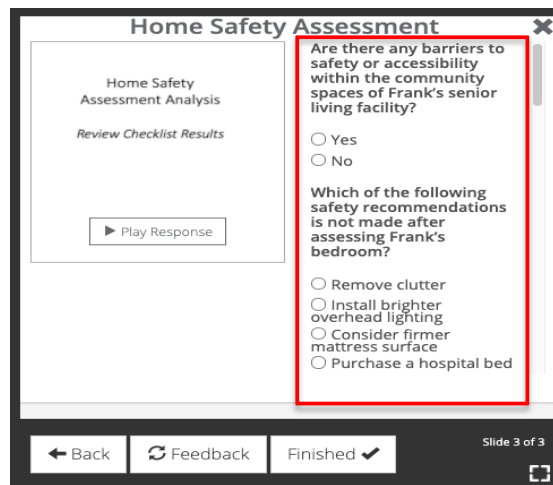 Home Safety Assessment
Home Safety
Assessment Analysis
Review Checklist Results
Play Response
Are there any barriers to
safety or accessibility
within the community
spaces of Frank's senior
living facility?
Yes
No
Which of the following
safety recommendations
is not made after
assessing Frank's
bedroom?
Remove clutter
Install brighter
overhead lighting
Consider firmer
mattress surface
Purchase a hospital bed
Back
Feedback
Finished
Slide 3 of 3